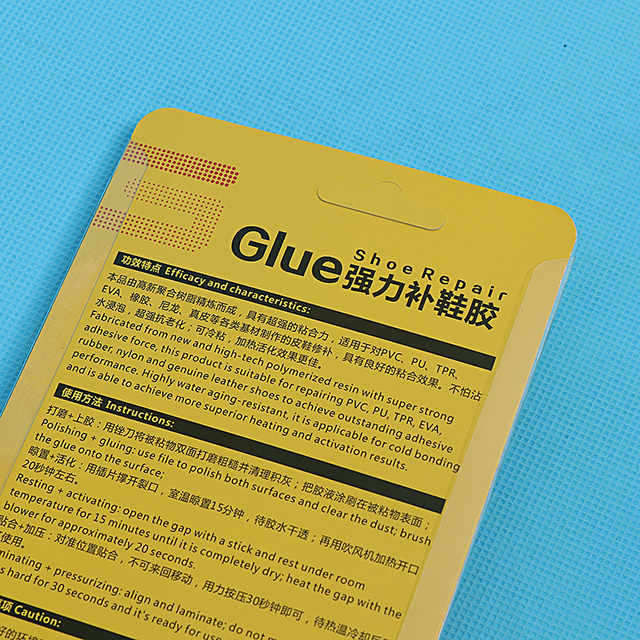 Shoe Repair
Glue强力补鞋胶
功效特点 Efficacy and characteristics:
本品由高新聚合树脂精炼而成，具有超强的粘合力，适用于对PVC, PU, TPR,
EVA、橡胶、尼龙、真皮等各类基材制作的皮鞋修补，具有良好的粘合效果。不怕沾
水浸泡，超强抗老化；可冷粘，加热活化效果更佳。
Fabricated from new and high-tech polymerized resin with super strong
adhesive force, this product is suitable for repairing PVC, PU, TPR, EVA,
rubber, nylon and genuine leather shoes to achieve outstanding adhesive
performance. Highly water aging-resistant, it is applicable for cold bonding
and is able to achieve more superior heating and activation results.
使用方法 Instructions:
打磨+上胶：用锉刀将被粘物双面打磨粗糙并清理积灰；把胶液涂刷在被粘物表面；
Polishing + gluing: use file to polish both surfaces and clear the dust; brush
the glue onto the surface;
晾置+活化：用插片撑开裂口，室温晾置15分钟，待胶水干透；再用吹风机加热开口
20秒钟左右。
Resting + activating: open the gap with a stick and rest under room
temperature for 15 minutes until it is completely dry; heat the gap with the
blower for approximately 20 seconds.
贴合+加压：对准位置贴合，不可来回移动，用力按压30秒钟即可，待热温冷却后
使用。
minating + pressurizing: align and laminate; do not
s hard for 30 seconds and it's ready for use
项 Caution: